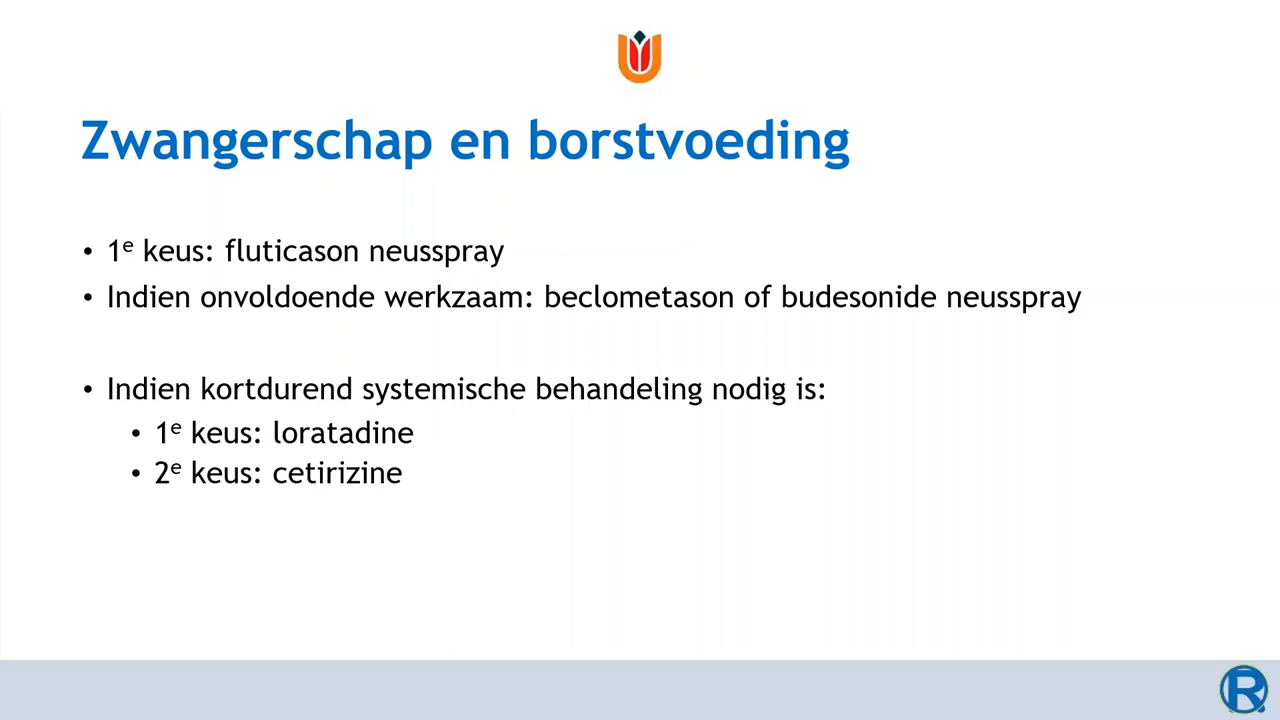 Zwangerschap en borstvoeding
• 1e keus: fluticason neusspray
• Indien onvoldoende werkzaam: beclometason of budesonide neusspray
• Indien kortdurend systemische behandeling nodig is:
• 1e keus: loratadine
• 2e keus: cetirizine
R